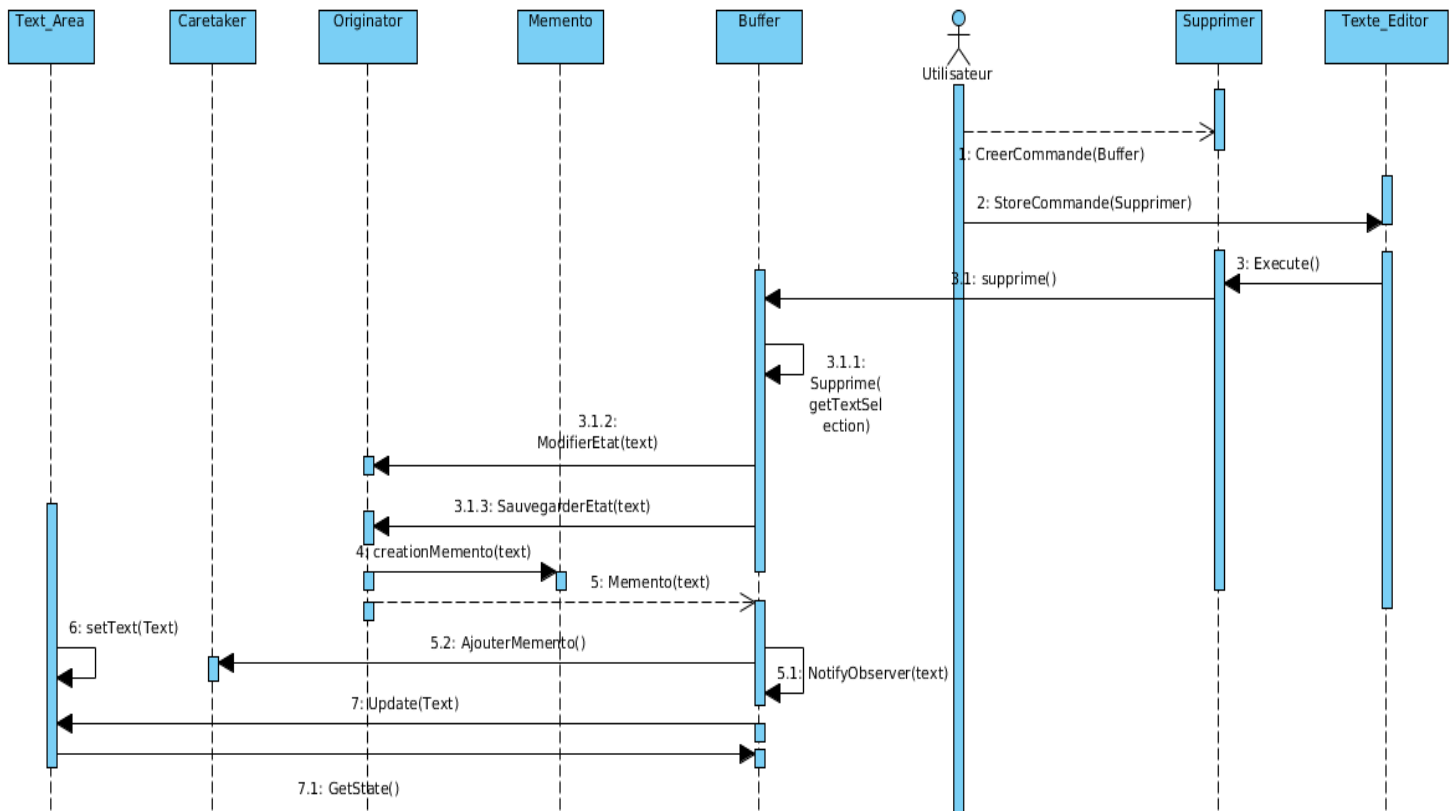 Text_Area
Caretaker
Originator
Memento
Buffer
Utilisateur
Supprimer
Texte_Editor
1: CreerCommande(Buffer)
2: StoreCommande(Supprimer)
3: Execute()
3.1: supprime()
3.1.1:
Supprime(
getTextSel
ection)
3.1.2:
ModifierEtat(text)
3.1.3: SauvegarderEtat(text)
4: creationMemento(text)
5: Memento(text)
6: setText(Text)
5.2: AjouterMemento()
5.1: NotifyObserver(text)
7: Update(Text)
7.1: GetState()